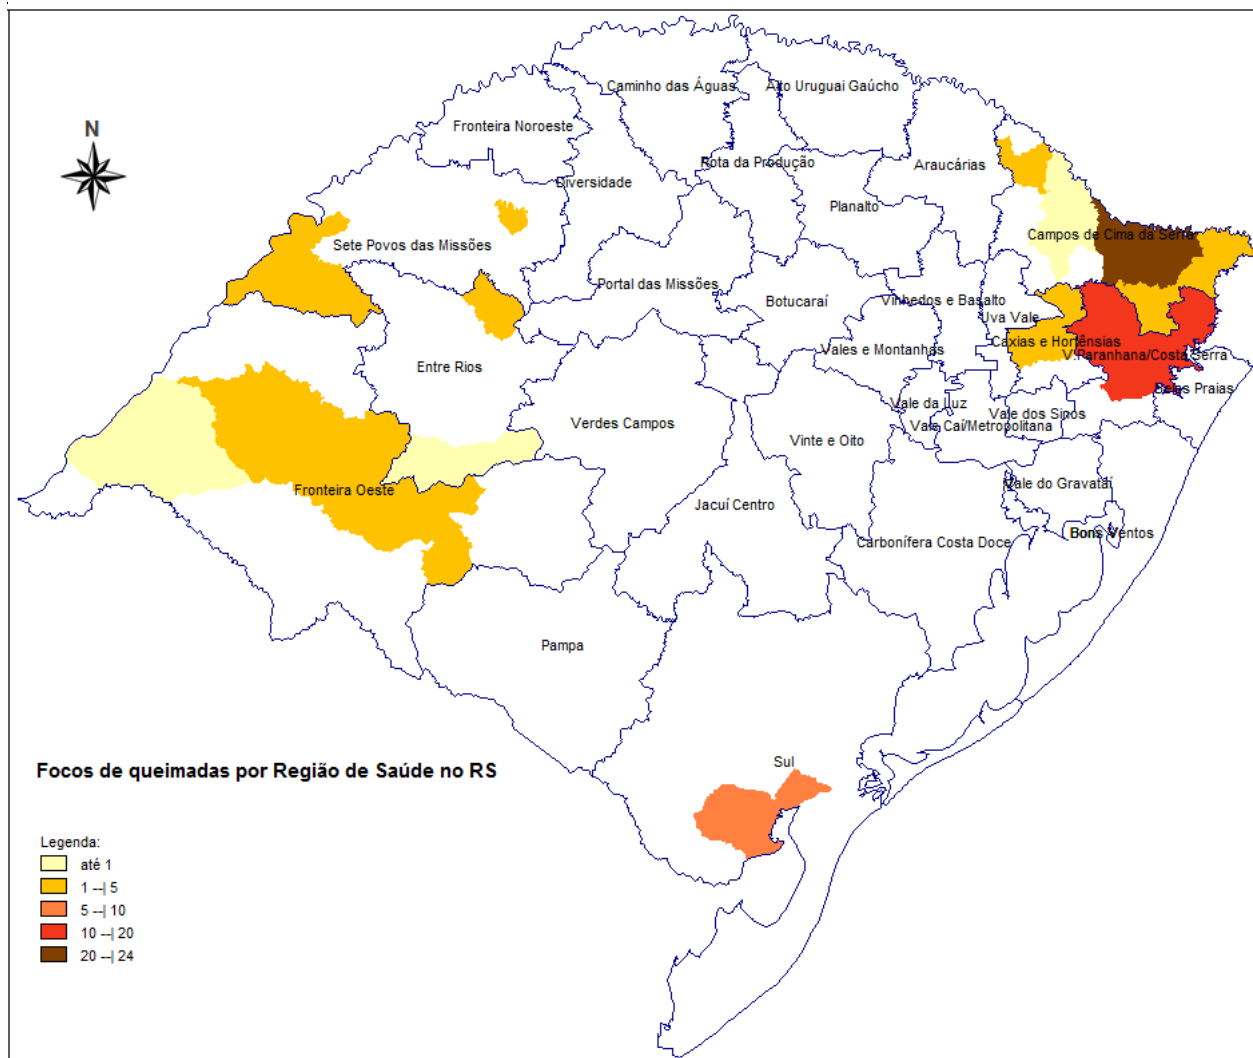 Caminho das Águas
Alto Uruguai Gaúcho
N
Fronteira Noroeste
Rota da Produção
Araucárias
Diversidade
Planalto
Campos de Cima da Serra
Sete Povos das Missões
Portal das Missões
Botucaraí
Vinhedos e Basalto
Uva Vale
Caxias e Hortênsias
Vales e Montanhas
V.Paranhana/Costa Serra
Entre Rios
Belas Praias
Vale da Luz
Vale dos Sinos
Verdes Campos
Vale Caí/Metropolitana
Vinte e Oito
Fronteira Oeste
Vale do Gravataí
Jacuí Centro
Bons Ventos
Carbonífera Costa Doce
Pampa
Sul
Focos de queimadas por Região de Saúde no RS
Legenda:
até 1
1 --| 5
5 --| 10
10 --| 20
20 --| 24